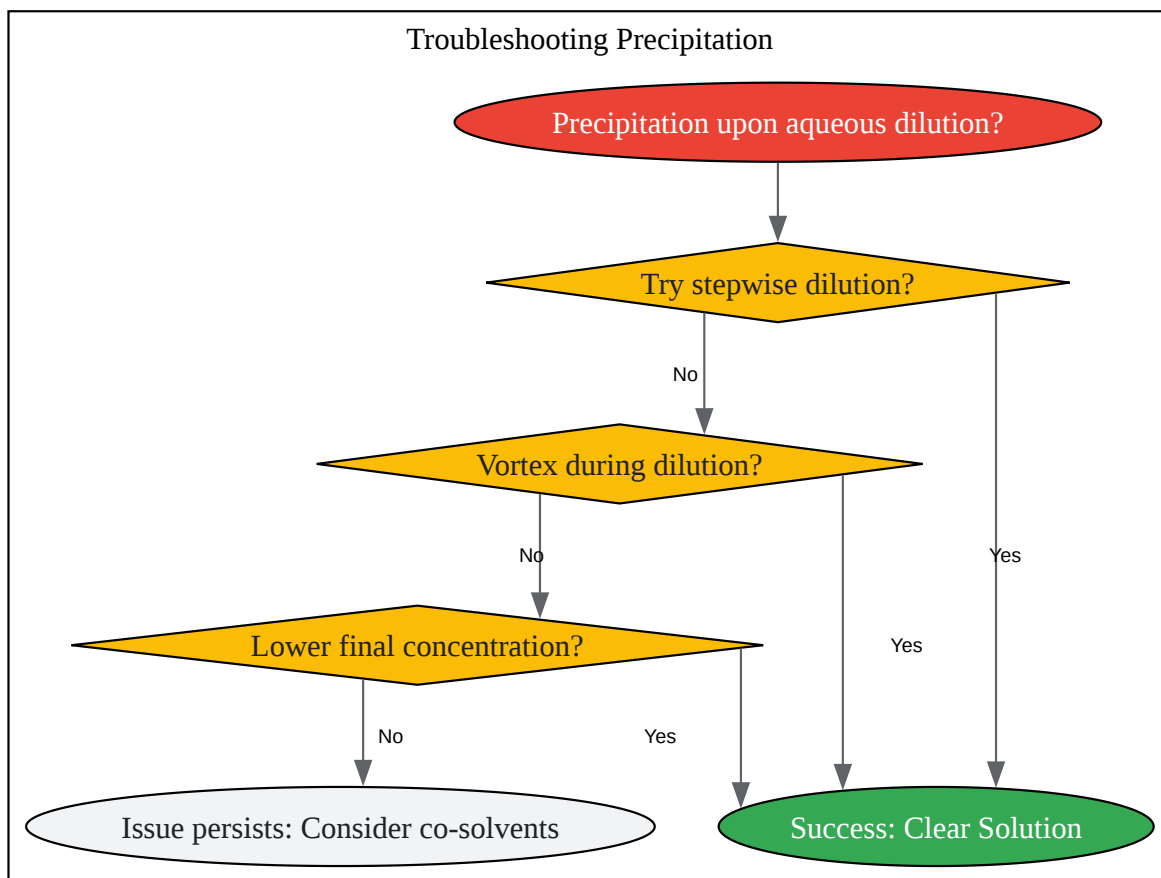 Troubleshooting Precipitation
Precipitation upon aqueous dilution?
Try stepwise dilution?
No
Vortex during dilution?
No
Yes
Lower final concentration?
Yes
No
Yes
Issue persists: Consider co-solvents
Success: Clear Solution